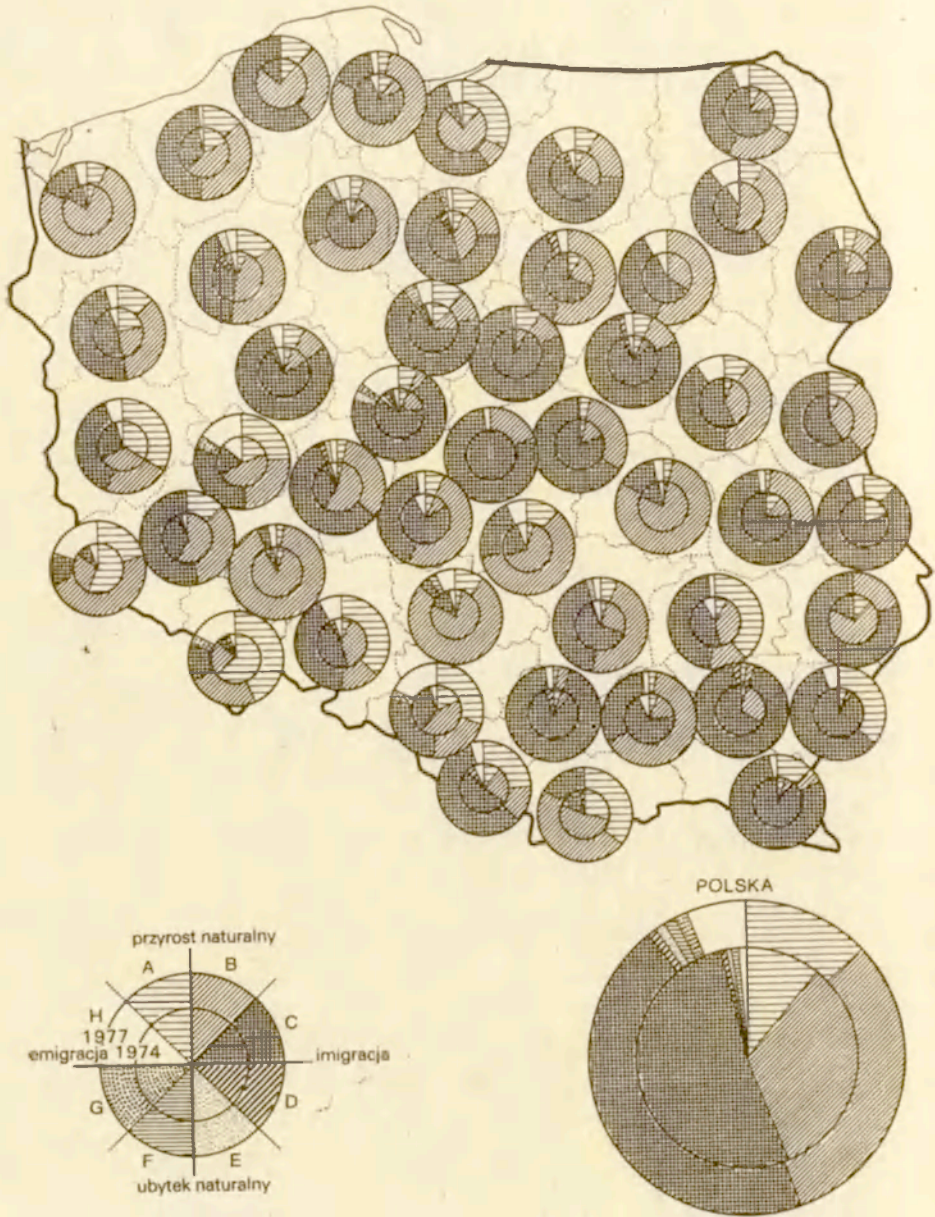 POLSKA
przyrost naturalny
A B
H C
1977
emigracja 1974 imigracja
G D
F E
ubytek naturalny